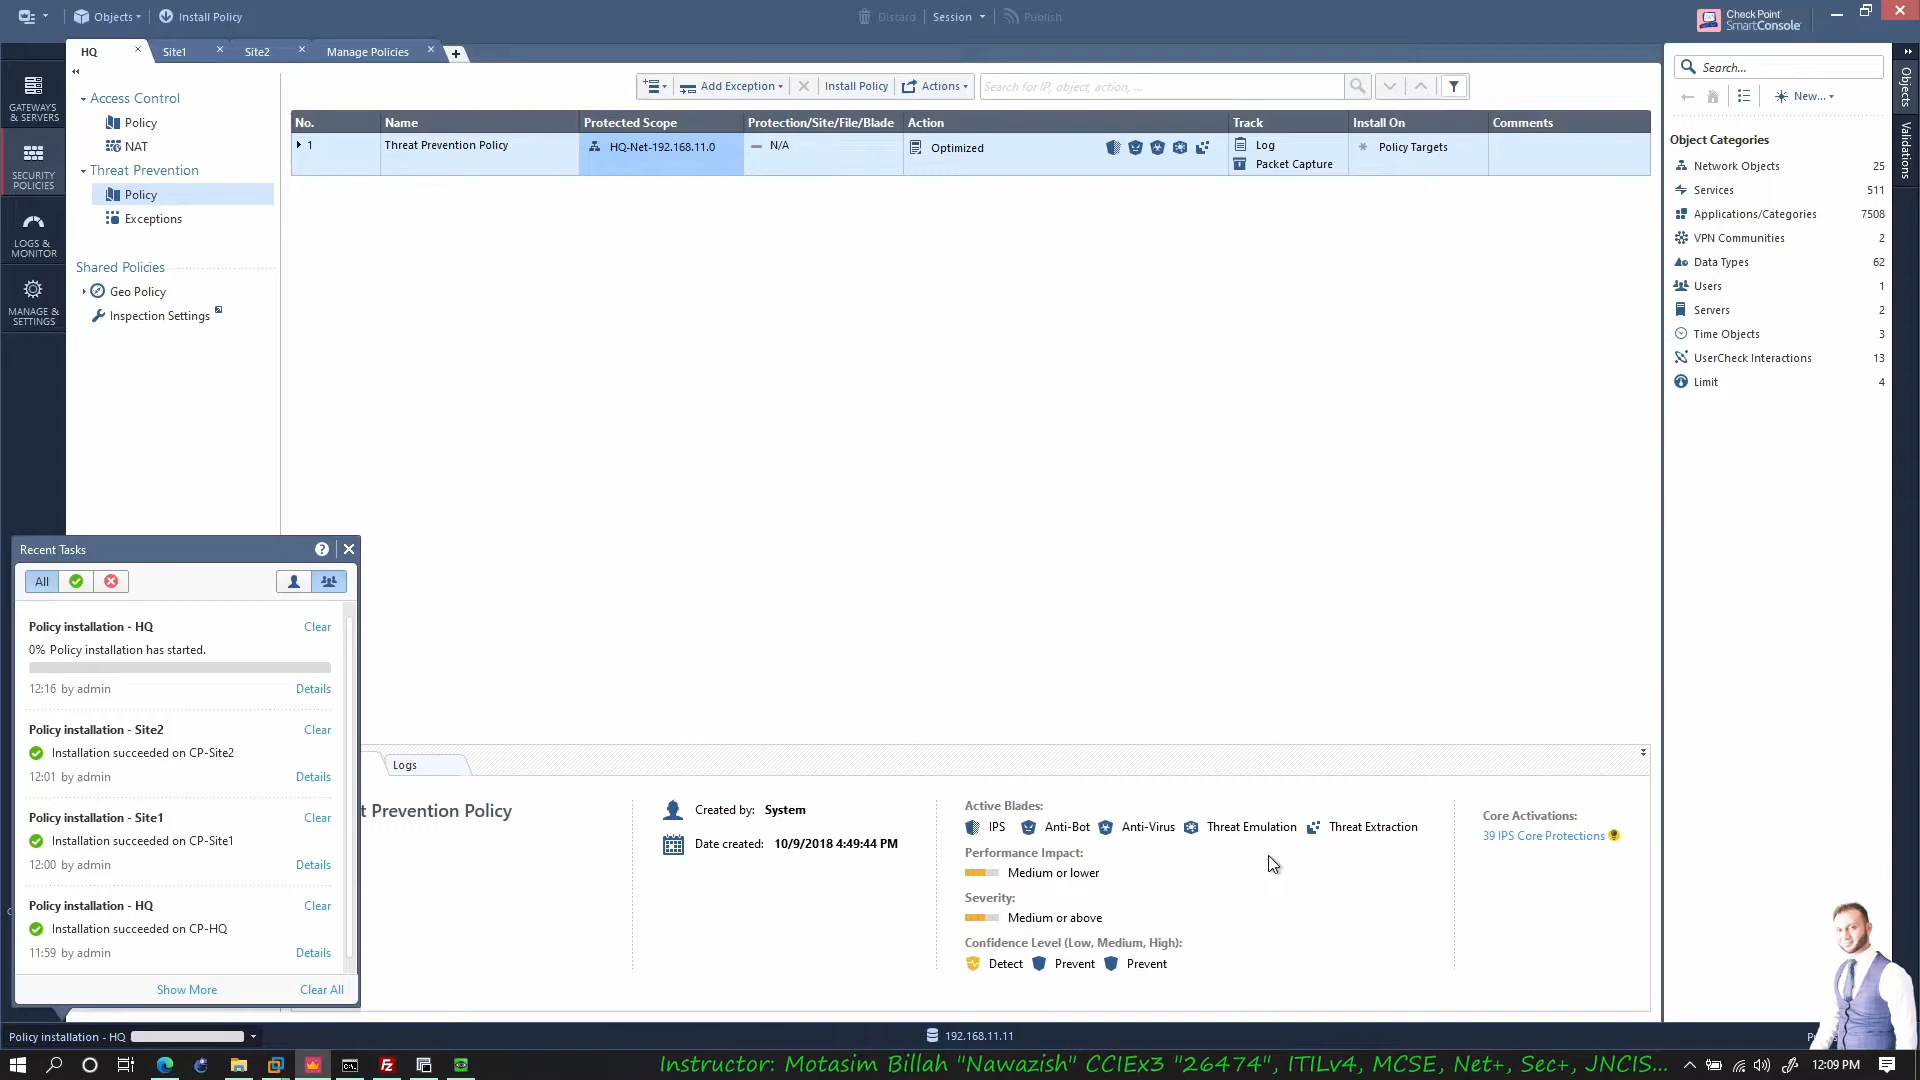 Objects
Install Policy
Discard
Session
Publish
Check Point
SmartConsole
HQ
Site1
Site2
Manage Policies
GATEWAYS
& SERVERS
SECURITY
POLICIES
LOGS &
MONITOR
MANAGE &
SETTINGS
Access Control
Policy
NAT
Threat Prevention
Policy
Exceptions
Shared Policies
Geo Policy
Inspection Settings
Add Exception
Install Policy
Actions
Search for IP, object, action, ...
No. Name Protected Scope Protection/Site/File/Blade Action Track Install On Comments
1 Threat Prevention Policy HQ-Net-192.168.11.0 N/A Optimized Log Policy Targets
Packet Capture
Search...
New...
Object Categories
Network Objects 25
Services 511
Applications/Categories 7508
VPN Communities 2
Data Types 62
Users 1
Servers 2
Time Objects 3
UserCheck Interactions 13
Limit 4
Objects
Validations
Recent Tasks
All
Policy installation - HQ Clear
0% Policy installation has started.
12:16 by admin Details
Policy installation - Site2 Clear
Installation succeeded on CP-Site2
12:01 by admin Details
Policy installation - Site1 Clear
Installation succeeded on CP-Site1
12:00 by admin Details
Policy installation - HQ Clear
Installation succeeded on CP-HQ
11:59 by admin Details
Show More Clear All
Logs
t Prevention Policy
Created by: System
Date created: 10/9/2018 4:49:44 PM
Active Blades:
IPS Anti-Bot Anti-Virus Threat Emulation Threat Extraction
Performance Impact:
Medium or lower
Severity:
Medium or above
Confidence Level (Low, Medium, High):
Detect Prevent Prevent
Core Activations:
39 IPS Core Protections
Policy installation - HQ
192.168.11.11
Instructor: Motasim Billah "Nawazish" CCIEx3 "26474", ITILv4, MCSE, Net+, Sec+, JNCIS...
12:09 PM